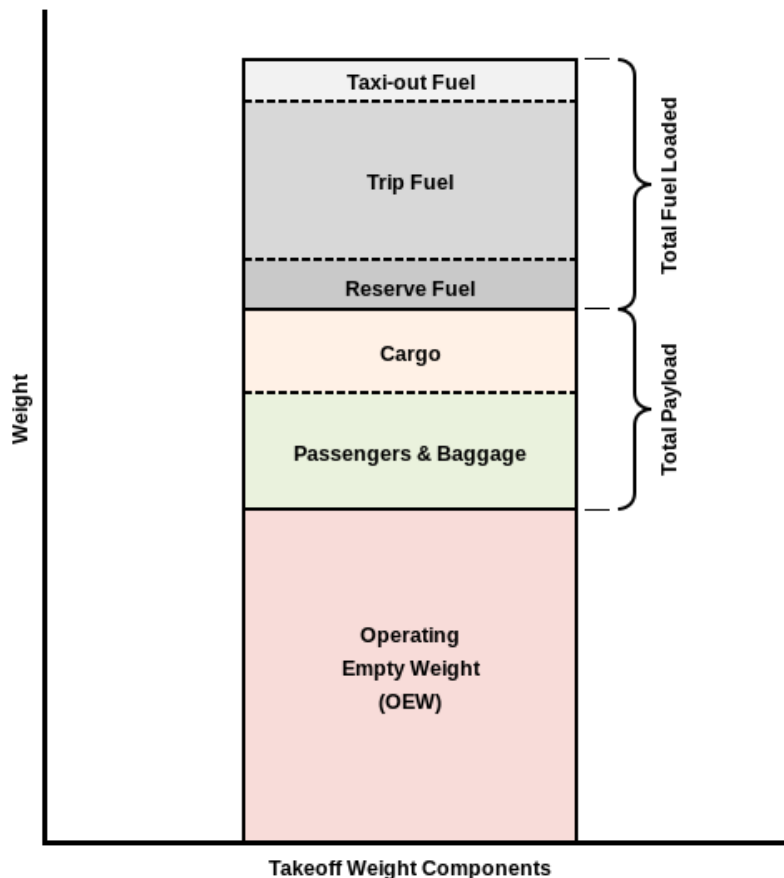 Taxi-out Fuel
Trip Fuel
Reserve Fuel
Cargo
Passengers & Baggage
Operating
Empty Weight
(OEW)
Total Fuel Loaded
Total Payload
Weight
Takeoff Weight Components